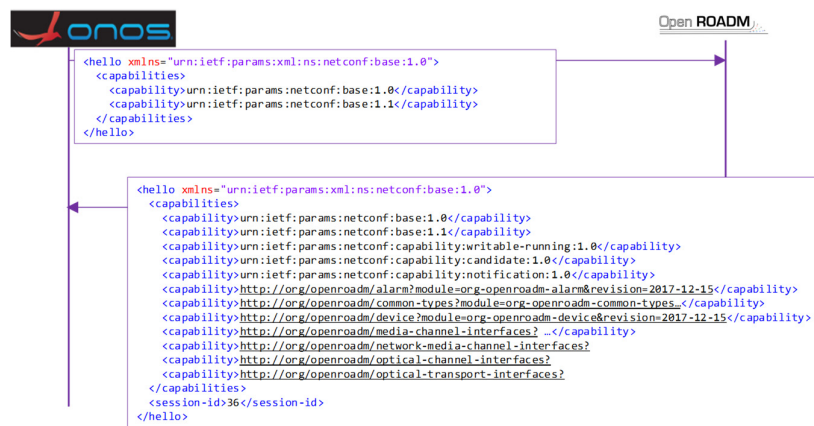 onos
Open ROADM
<hello xmlns="urn:ietf:params:xml:ns:netconf:base:1.0">
<capabilities>
<capability>urn:ietf:params:netconf:base:1.0</capability>
<capability>urn:ietf:params:netconf:base:1.1</capability>
</capabilities>
</hello>
<hello xmlns="urn:ietf:params:xml:ns:netconf:base:1.0">
<capabilities>
<capability>urn:ietf:params:netconf:base:1.0</capability>
<capability>urn:ietf:params:netconf:base:1.1</capability>
<capability>urn:ietf:params:netconf:capability:writable-running:1.0</capability>
<capability>urn:ietf:params:netconf:capability:candidate:1.0</capability>
<capability>urn:ietf:params:netconf:capability:notification:1.0</capability>
<capability>http://org/openroadm/alarm?module=org-openroadm-alarm&revision=2017-12-15</capability>
<capability>http://org/openroadm/common-types?module=org-openroadm-common-types…</capability>
<capability>http://org/openroadm/device?module=org-openroadm-device&revision=2017-12-15</capability>
<capability>http://org/openroadm/media-channel-interfaces? …</capability>
<capability>http://org/openroadm/network-media-channel-interfaces?
<capability>http://org/openroadm/optical-channel-interfaces?
<capability>http://org/openroadm/optical-transport-interfaces?
</capabilities>
<session-id>36</session-id>
</hello>